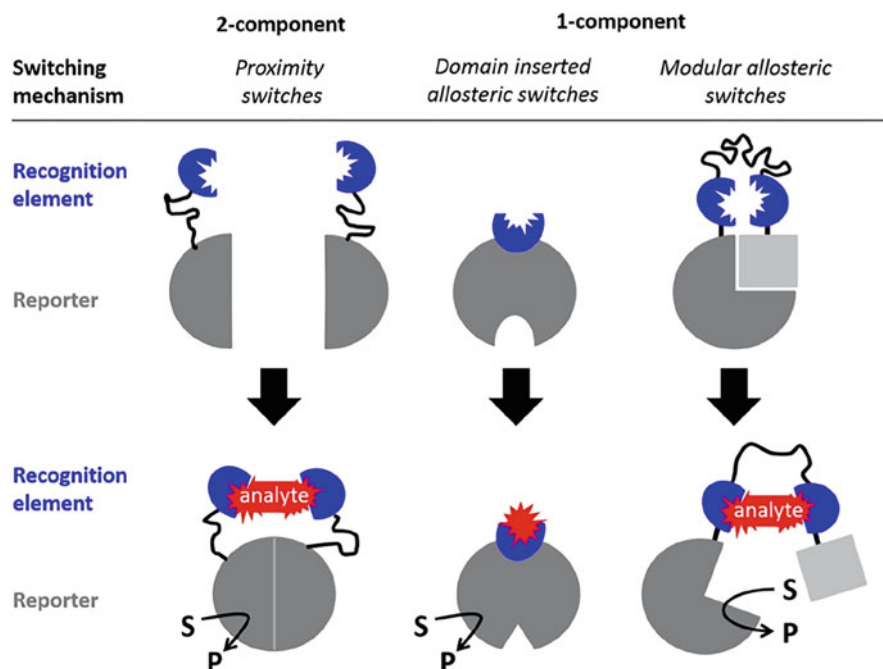 2-component 1-component
Switching Proximity Domain inserted Modular allosteric
mechanism switches allosteric switches switches
Recognition
element
Reporter
Recognition
element
analyte analyte
Reporter
S S S
P P P